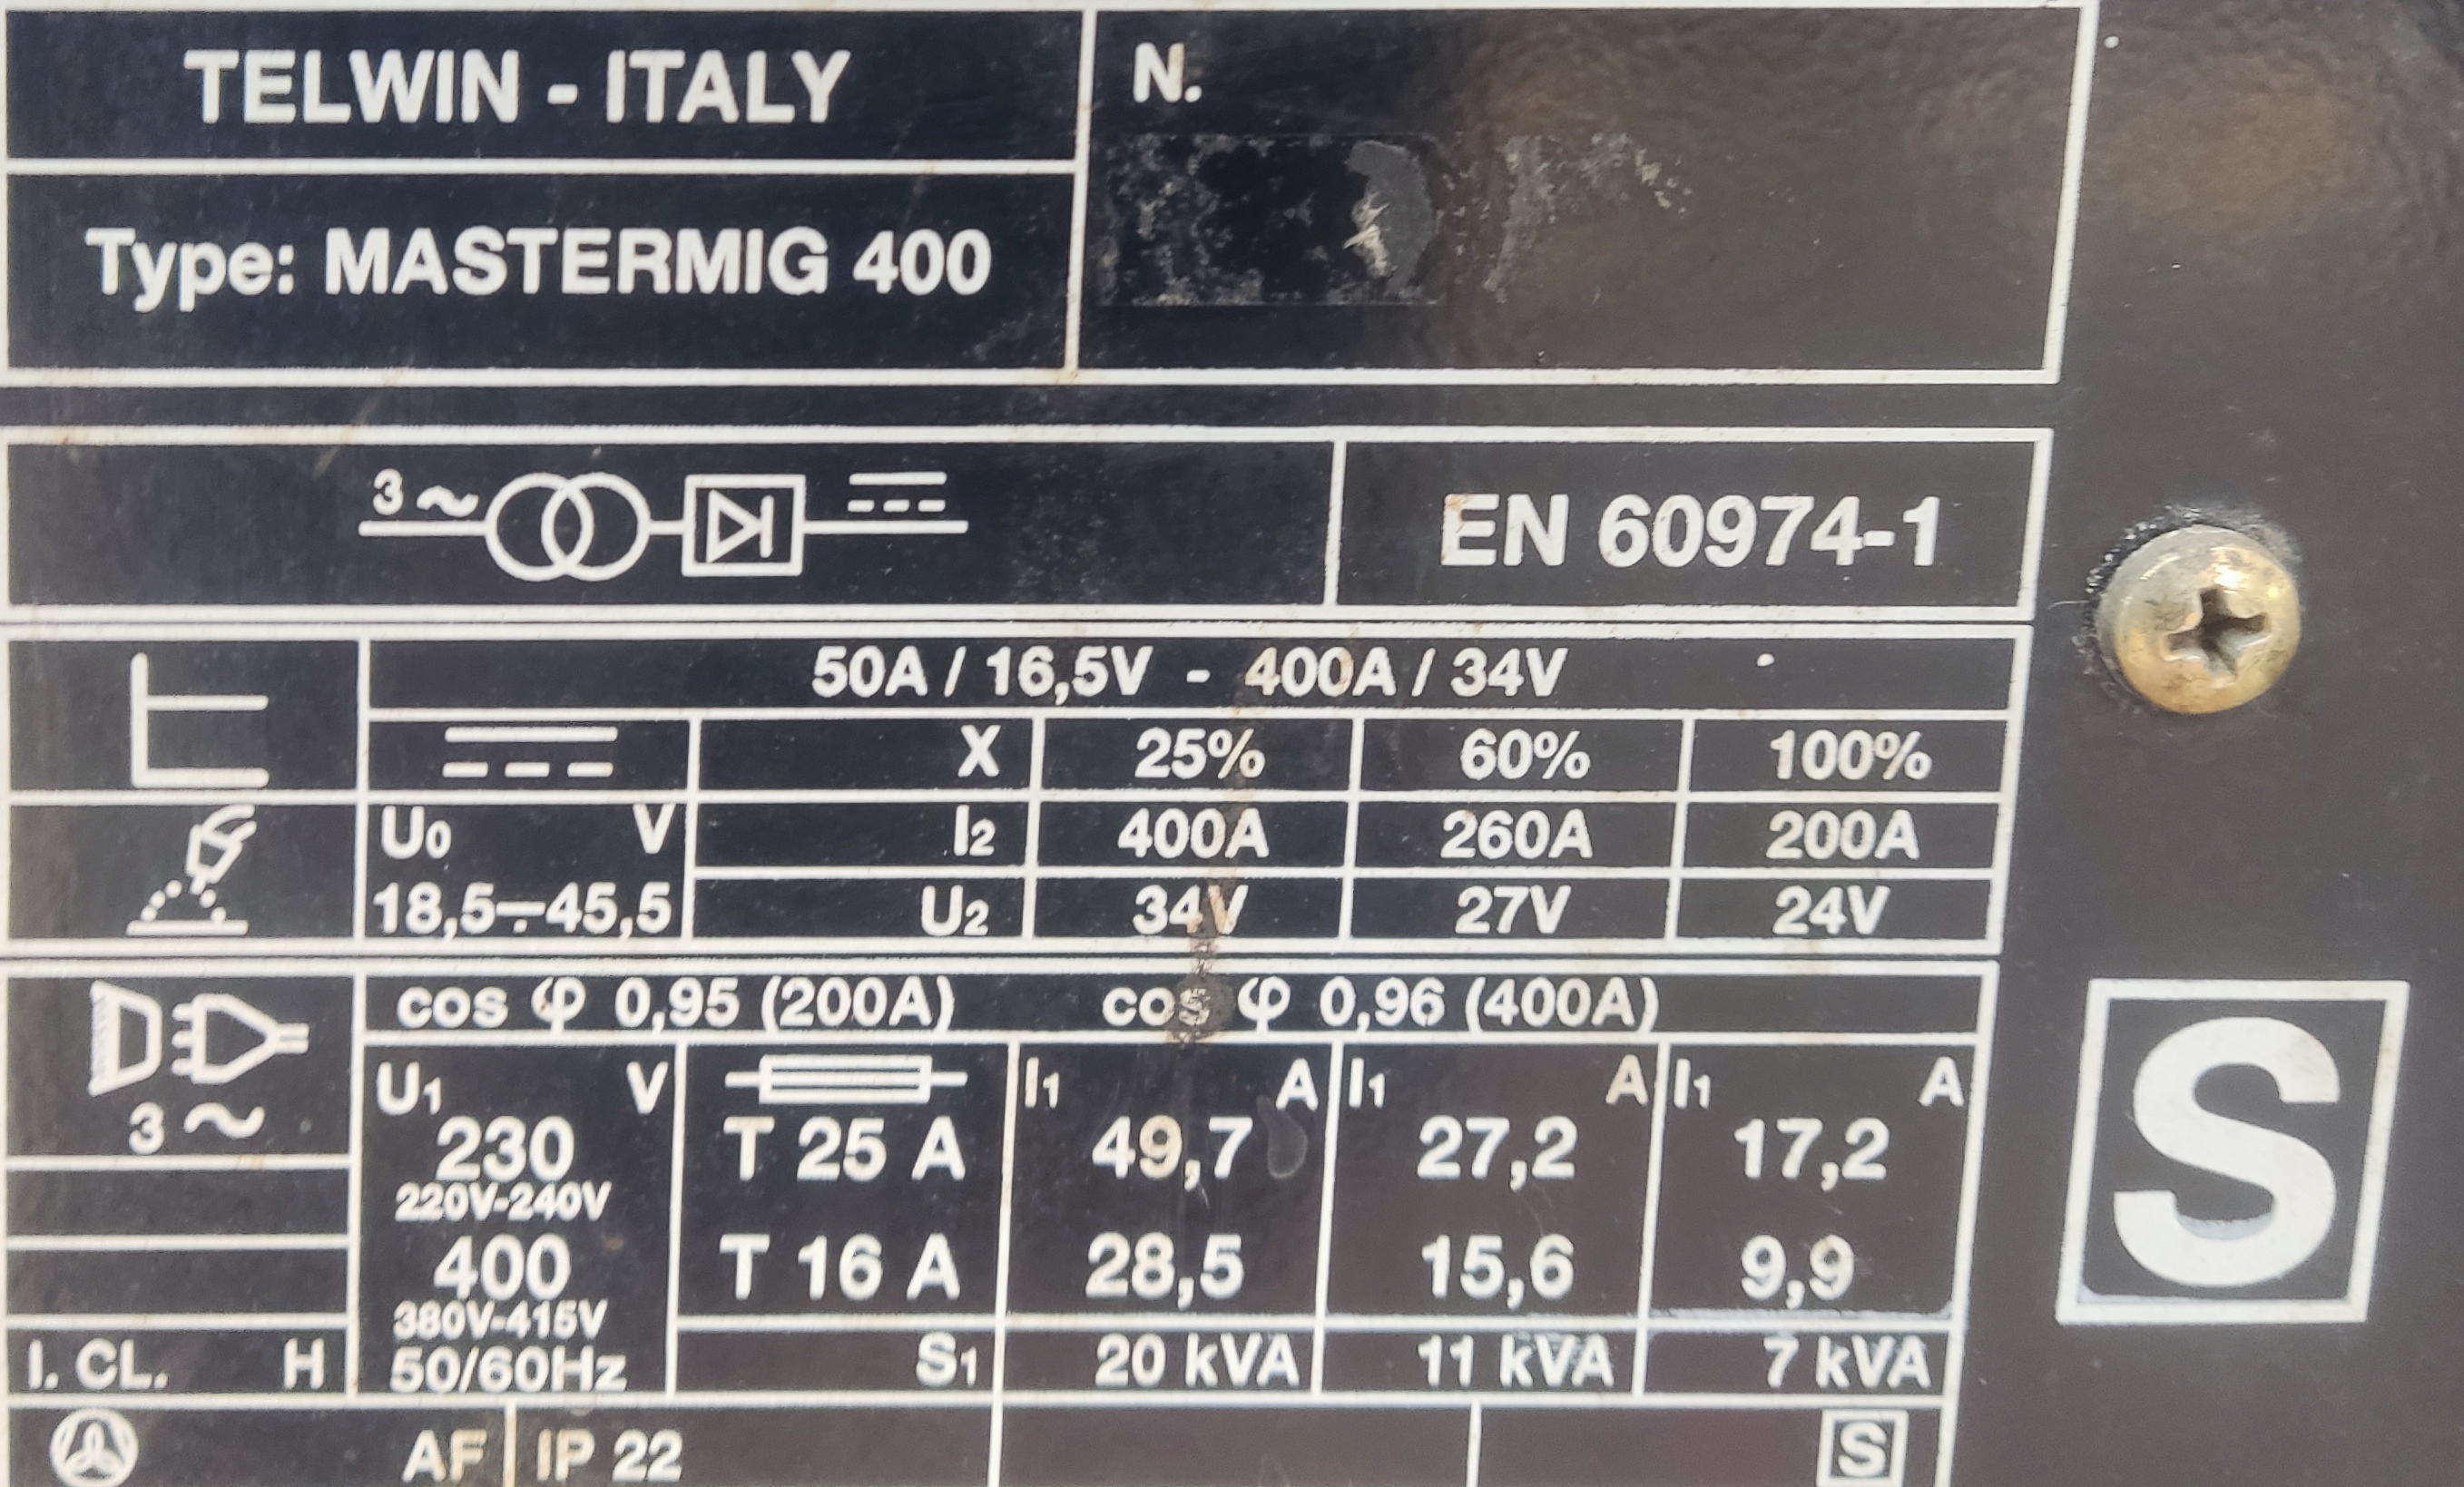 TELWIN - ITALY
N.
Type: MASTERMIG 400
3~
EN 60974-1
50A / 16,5V - 400A / 34V
X 25% 60% 100%
U0 V I2 400A 260A 200A
18,5÷45,5 U2 34V 27V 24V
cos φ 0,95 (200A) cos φ 0,96 (400A)
3~
U1 V I1 A I1 A I1 A
230 T 25 A 49,7 27,2 17,2
220V-240V
400 T 16 A 28,5 15,6 9,9
380V-415V
I. CL. H 50/60Hz S1 20 kVA 11 kVA 7 kVA
AF IP 22 S
S